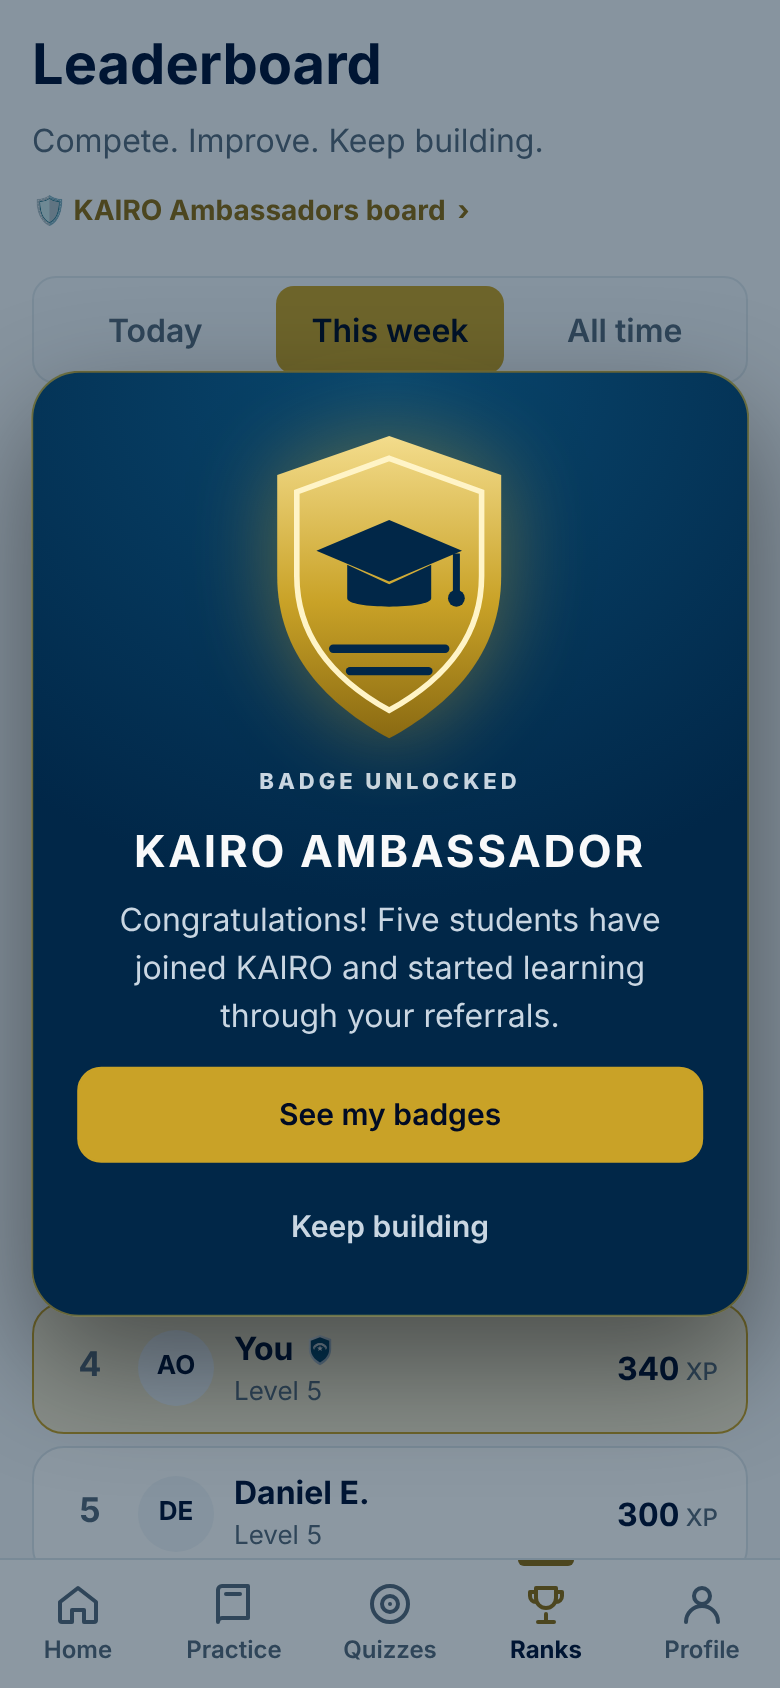 Leaderboard
Compete. Improve. Keep building.
KAIRO Ambassadors board ›
Today
This week
All time
BADGE UNLOCKED
KAIRO AMBASSADOR
Congratulations! Five students have
joined KAIRO and started learning
through your referrals.
See my badges
Keep building
4 AO You 340 XP
Level 5
5 DE Daniel E. 300 XP
Level 5
Home
Practice
Quizzes
Ranks
Profile